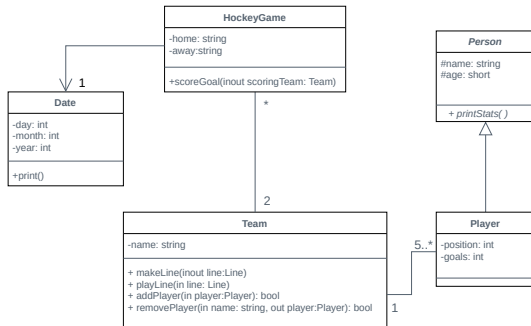 HockeyGame
-home: string
-away:string
+scoreGoal(inout scoringTeam: Team)
Person
#name: string
#age: short
+ printStats( )
1
Date
-day: int
-month: int
-year: int
+print()
*
2
Team
-name: string
+ makeLine(inout line:Line)
+ playLine(in line: Line)
+ addPlayer(in player:Player): bool
+ removePlayer(in name: string, out player:Player): bool
5..*
1
Player
-position: int
-goals: int